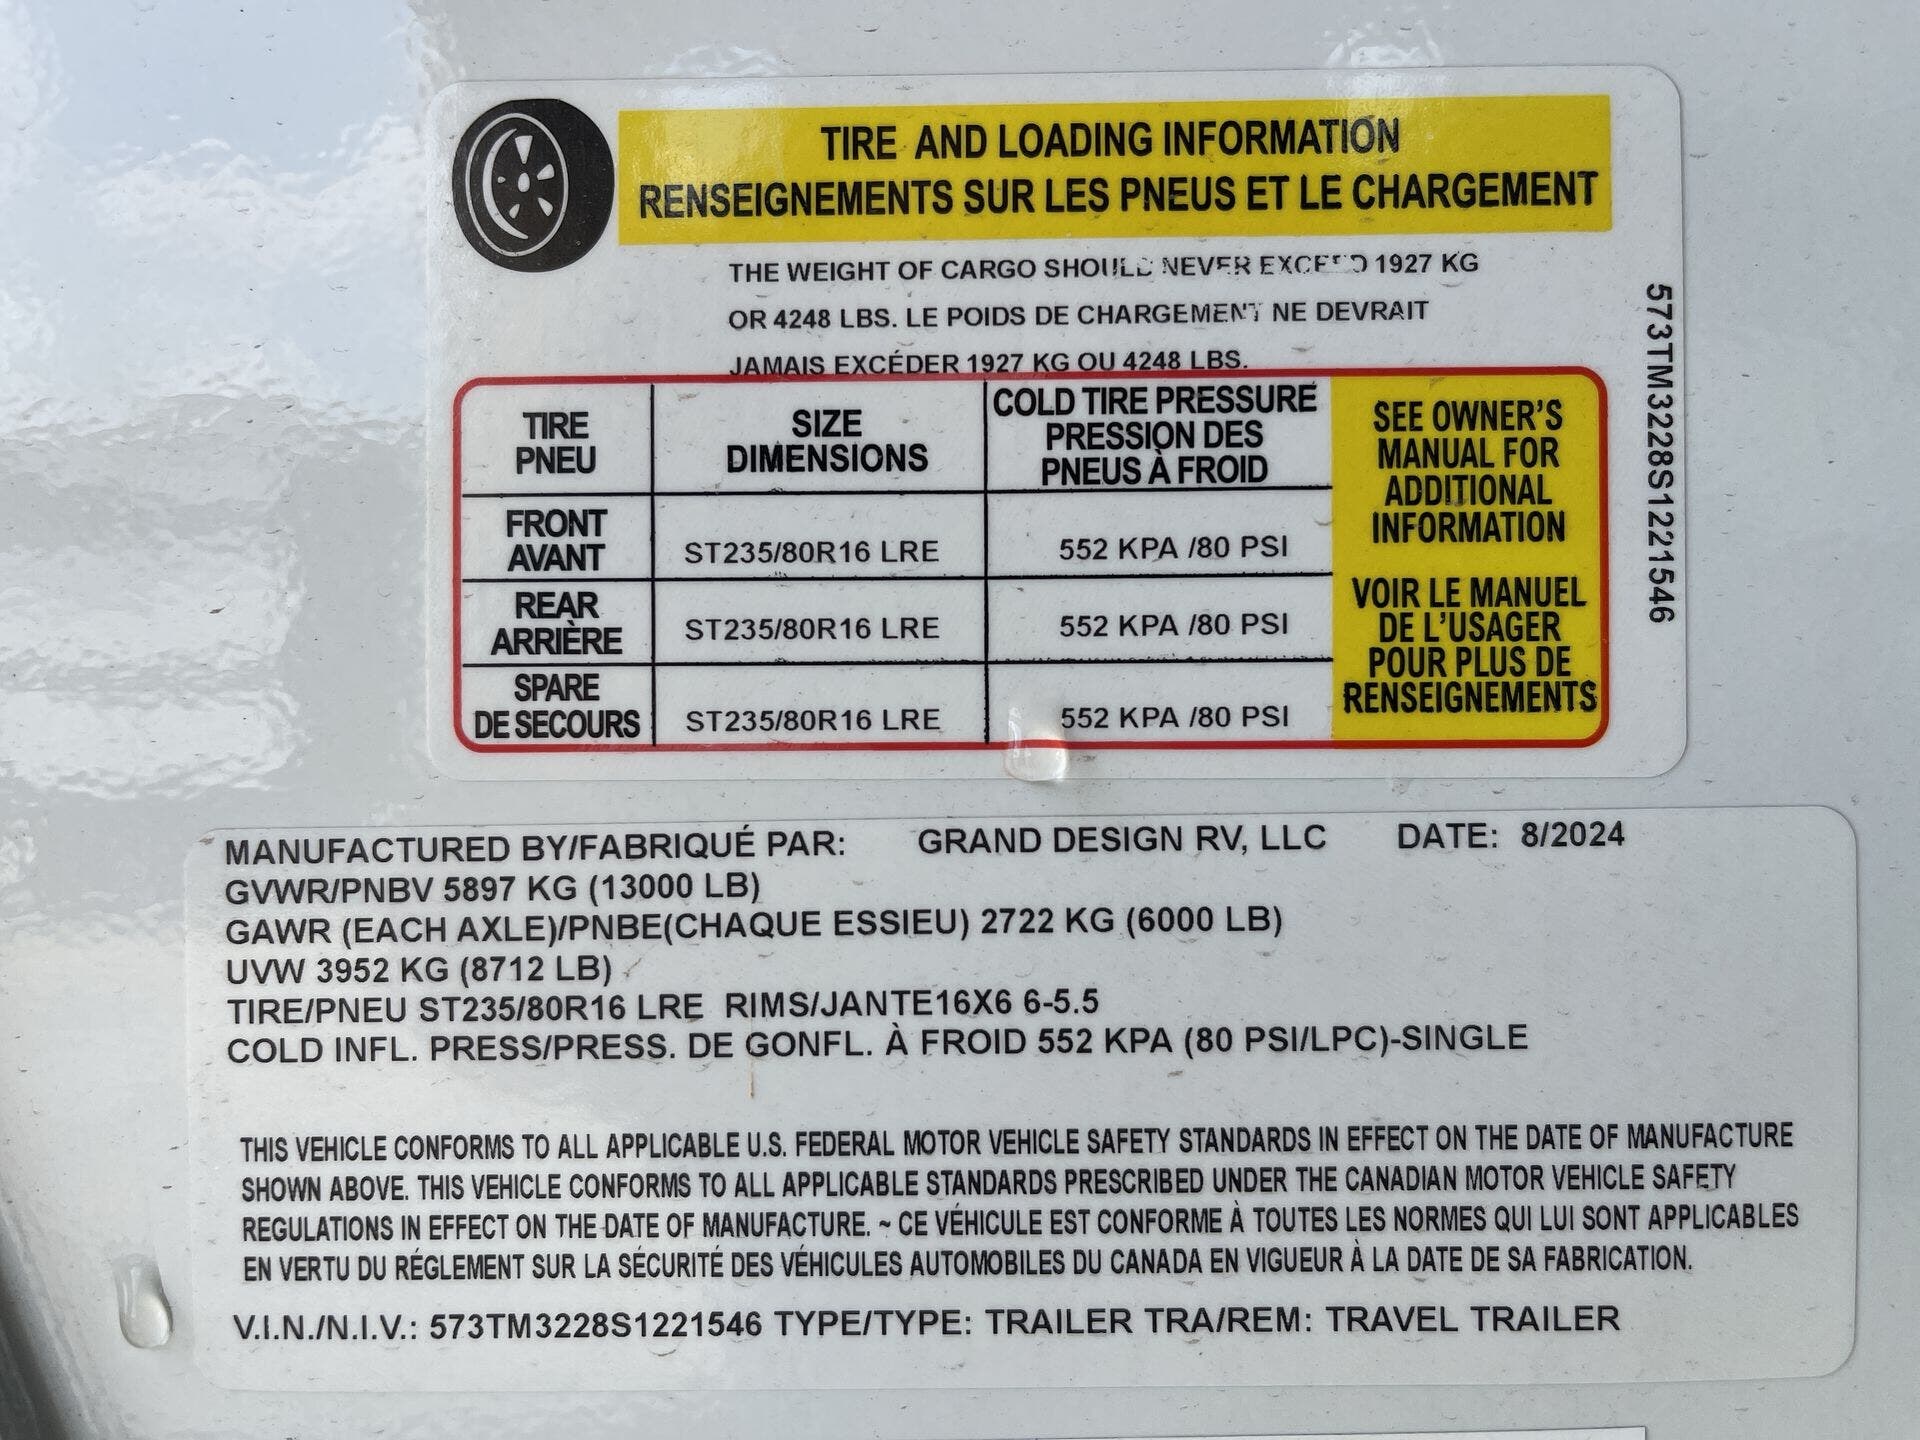 TIRE AND LOADING INFORMATION
RENSEIGNEMENTS SUR LES PNEUS ET LE CHARGEMENT
THE WEIGHT OF CARGO SHOULD NEVER EXCEED 1927 KG
OR 4248 LBS. LE POIDS DE CHARGEMENT NE DEVRAIT
JAMAIS EXCÉDER 1927 KG OU 4248 LBS.
TIRE
PNEU
SIZE
DIMENSIONS
COLD TIRE PRESSURE
PRESSION DES
PNEUS À FROID
FRONT
AVANT
ST235/80R16 LRE
552 KPA /80 PSI
REAR
ARRIÈRE
ST235/80R16 LRE
552 KPA /80 PSI
SPARE
DE SECOURS
ST235/80R16 LRE
552 KPA /80 PSI
SEE OWNER'S
MANUAL FOR
ADDITIONAL
INFORMATION
VOIR LE MANUEL
DE L'USAGER
POUR PLUS DE
RENSEIGNEMENTS
573TM3228S1221546
MANUFACTURED BY/FABRIQUÉ PAR: GRAND DESIGN RV, LLC DATE: 8/2024
GVWR/PNBV 5897 KG (13000 LB)
GAWR (EACH AXLE)/PNBE(CHAQUE ESSIEU) 2722 KG (6000 LB)
UVW 3952 KG (8712 LB)
TIRE/PNEU ST235/80R16 LRE RIMS/JANTE16X6 6-5.5
COLD INFL. PRESS/PRESS. DE GONFL. À FROID 552 KPA (80 PSI/LPC)-SINGLE
THIS VEHICLE CONFORMS TO ALL APPLICABLE U.S. FEDERAL MOTOR VEHICLE SAFETY STANDARDS IN EFFECT ON THE DATE OF MANUFACTURE
SHOWN ABOVE. THIS VEHICLE CONFORMS TO ALL APPLICABLE STANDARDS PRESCRIBED UNDER THE CANADIAN MOTOR VEHICLE SAFETY
REGULATIONS IN EFFECT ON THE DATE OF MANUFACTURE. ~ CE VÉHICULE EST CONFORME À TOUTES LES NORMES QUI LUI SONT APPLICABLES
EN VERTU DU RÉGLEMENT SUR LA SÉCURITÉ DES VÉHICULES AUTOMOBILES DU CANADA EN VIGUEUR À LA DATE DE SA FABRICATION.
V.I.N./N.I.V.: 573TM3228S1221546 TYPE/TYPE: TRAILER TRA/REM: TRAVEL TRAILER